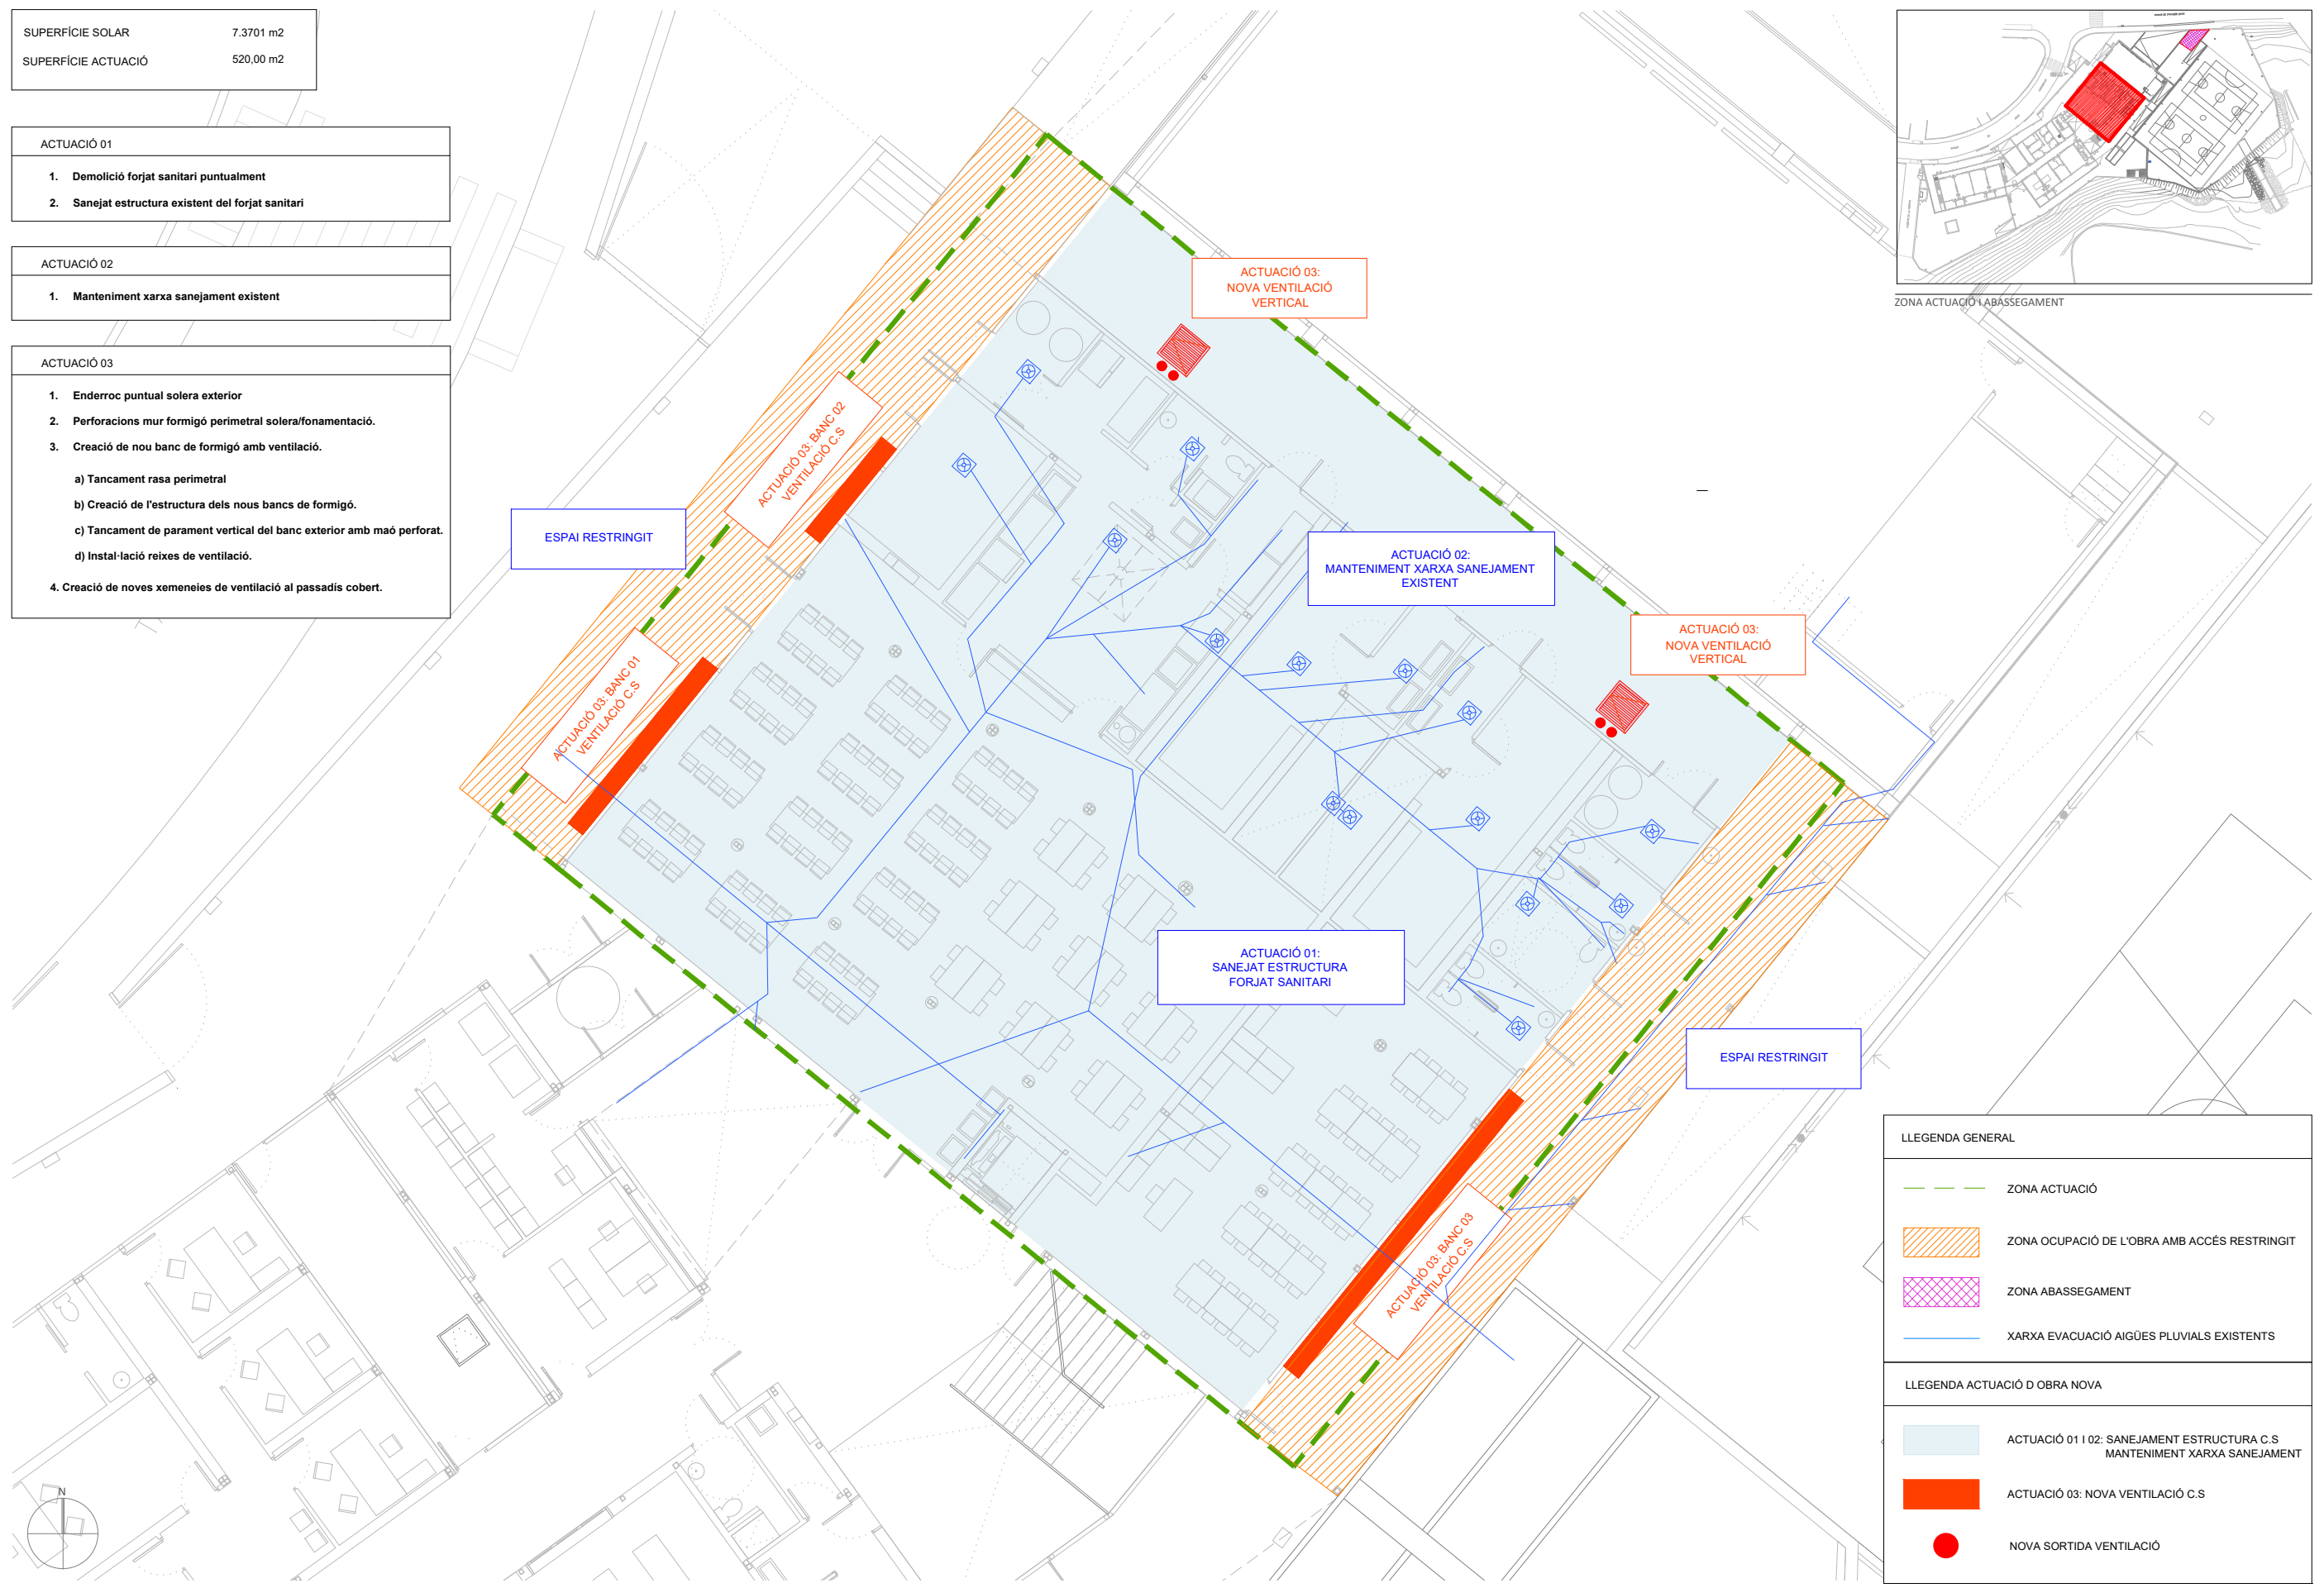 SUPERFÍCIE SOLAR 7.3701 m2
SUPERFÍCIE ACTUACIÓ 520,00 m2
ACTUACIÓ 01
1. Demolició forjat sanitari puntualment
2. Sanejat estructura existent del forjat sanitari
ACTUACIÓ 02
1. Manteniment xarxa sanejament existent
ACTUACIÓ 03
1. Enderroc puntual solera exterior
2. Perforacions mur formigó perimetral solera/fonamentació.
3. Creació de nou banc de formigó amb ventilació.
a) Tancament rasa perimetral
b) Creació de l'estructura dels nous bancs de formigó.
c) Tancament de parament vertical del banc exterior amb maó perforat.
d) Instal·lació reixes de ventilació.
4. Creació de noves xemeneies de ventilació al passadís cobert.
ZONA ACTUACIÓ I ABASSEGAMENT
ACTUACIÓ 03:
NOVA VENTILACIÓ
VERTICAL
ACTUACIÓ 03: BANC 02
VENTILACIÓ C.S
ESPAI RESTRINGIT
ACTUACIÓ 02:
MANTENIMENT XARXA SANEJAMENT
EXISTENT
ACTUACIÓ 03:
NOVA VENTILACIÓ
VERTICAL
ACTUACIÓ 03: BANC 01
VENTILACIÓ C.S
ACTUACIÓ 01:
SANEJAT ESTRUCTURA
FORJAT SANITARI
ESPAI RESTRINGIT
ACTUACIÓ 03: BANC 03
VENTILACIÓ C.S
LLEGENDA GENERAL
ZONA ACTUACIÓ
ZONA OCUPACIÓ DE L'OBRA AMB ACCÉS RESTRINGIT
ZONA ABASSEGAMENT
XARXA EVACUACIÓ AIGÜES PLUVIALS EXISTENTS
LLEGENDA ACTUACIÓ D OBRA NOVA
ACTUACIÓ 01 I 02: SANEJAMENT ESTRUCTURA C.S
MANTENIMENT XARXA SANEJAMENT
ACTUACIÓ 03: NOVA VENTILACIÓ C.S
NOVA SORTIDA VENTILACIÓ
N